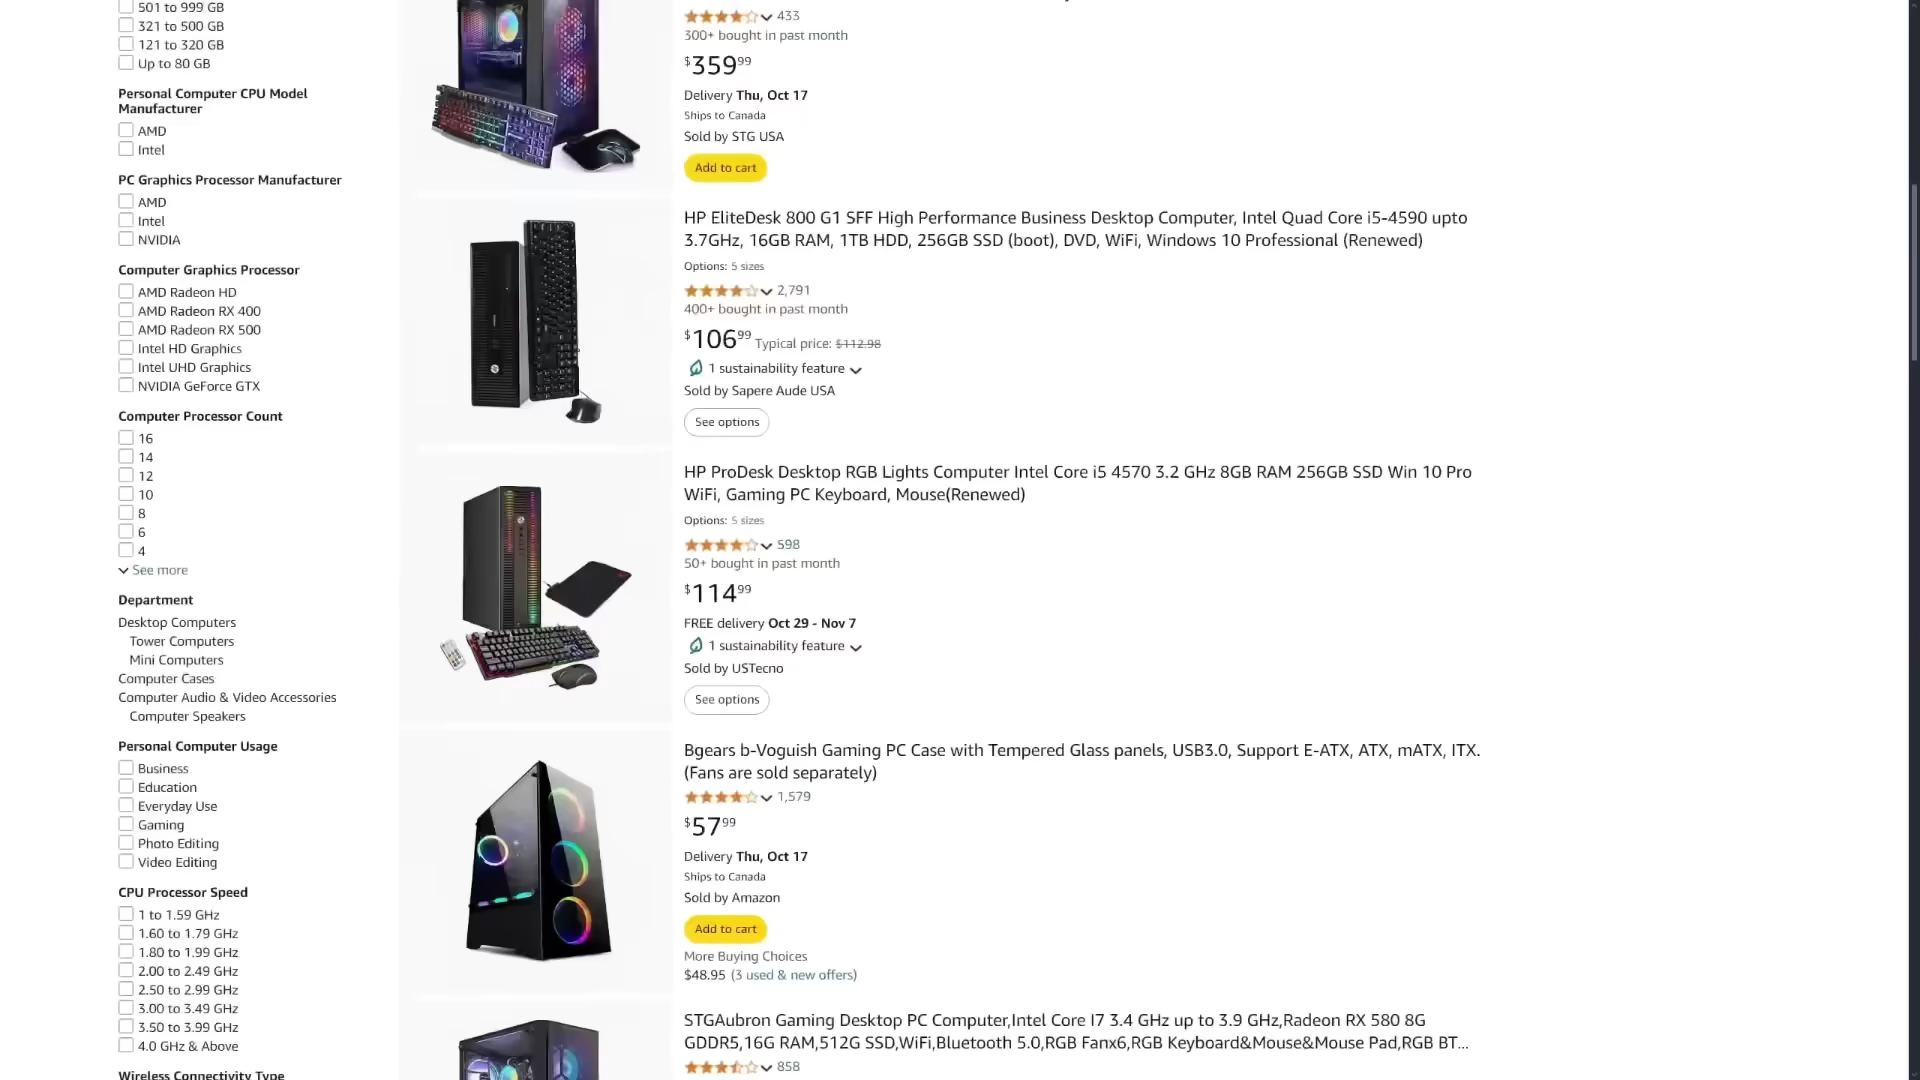 501 to 999 GB
321 to 500 GB
121 to 320 GB
Up to 80 GB
Personal Computer CPU Model
Manufacturer
AMD
Intel
PC Graphics Processor Manufacturer
AMD
Intel
NVIDIA
Computer Graphics Processor
AMD Radeon HD
AMD Radeon RX 400
AMD Radeon RX 500
Intel HD Graphics
Intel UHD Graphics
NVIDIA GeForce GTX
Computer Processor Count
16
14
12
10
8
6
4
See more
Department
Desktop Computers
Tower Computers
Mini Computers
Computer Cases
Computer Audio & Video Accessories
Computer Speakers
Personal Computer Usage
Business
Education
Everyday Use
Gaming
Photo Editing
Video Editing
CPU Processor Speed
1 to 1.59 GHz
1.60 to 1.79 GHz
1.80 to 1.99 GHz
2.00 to 2.49 GHz
2.50 to 2.99 GHz
3.00 to 3.49 GHz
3.50 to 3.99 GHz
4.0 GHz & Above
Wireless Connectivity Type
433
300+ bought in past month
$359.99
Delivery Thu, Oct 17
Ships to Canada
Sold by STG USA
Add to cart
HP EliteDesk 800 G1 SFF High Performance Business Desktop Computer, Intel Quad Core i5-4590 upto
3.7GHz, 16GB RAM, 1TB HDD, 256GB SSD (boot), DVD, WiFi, Windows 10 Professional (Renewed)
Options: 5 sizes
2,791
400+ bought in past month
$106.99 Typical price: $112.98
1 sustainability feature
Sold by Sapere Aude USA
See options
HP ProDesk Desktop RGB Lights Computer Intel Core i5 4570 3.2 GHz 8GB RAM 256GB SSD Win 10 Pro
WiFi, Gaming PC Keyboard, Mouse(Renewed)
Options: 5 sizes
598
50+ bought in past month
$114.99
FREE delivery Oct 29 - Nov 7
1 sustainability feature
Sold by USTecno
See options
Bgears b-Voguish Gaming PC Case with Tempered Glass panels, USB3.0, Support E-ATX, ATX, mATX, ITX.
(Fans are sold separately)
1,579
$57.99
Delivery Thu, Oct 17
Ships to Canada
Sold by Amazon
Add to cart
More Buying Choices
$48.95 (3 used & new offers)
STGAubron Gaming Desktop PC Computer,Intel Core I7 3.4 GHz up to 3.9 GHz,Radeon RX 580 8G
GDDR5,16G RAM,512G SSD,WiFi,Bluetooth 5.0,RGB Fanx6,RGB Keyboard&Mouse&Mouse Pad,RGB BT...
858